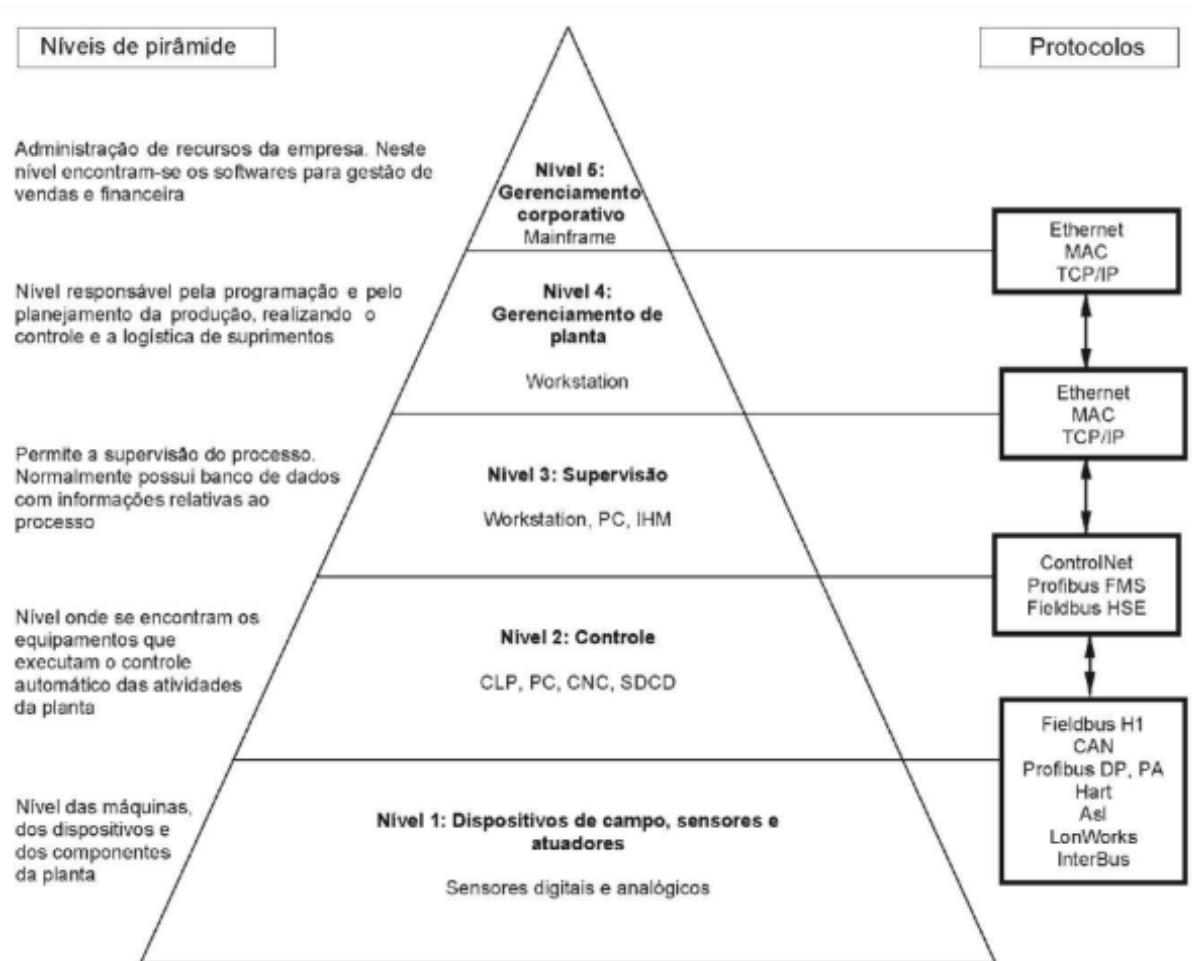 Níveis de pirâmide
Protocolos
Administração de recursos da empresa. Neste
nível encontram-se os softwares para gestão de
vendas e financeira
Nivel 5:
Gerenciamento
corporativo
Mainframe
Ethernet
MAC
TCP/IP
Nível responsável pela programação e pelo
planejamento da produção, realizando o
controle e a logística de suprimentos
Nivel 4:
Gerenciamento de
planta
Workstation
Ethernet
MAC
TCP/IP
Permite a supervisão do processo.
Normalmente possui banco de dados
com informações relativas ao
processo
Nivel 3: Supervisão
Workstation, PC, IHM
ControlNet
Profibus FMS
Fieldbus HSE
Nível onde se encontram os
equipamentos que
executam o controle
automático das atividades
da planta
Nivel 2: Controle
CLP, PC, CNC, SDCD
Fieldbus H1
CAN
Profibus DP, PA
Hart
AsI
LonWorks
InterBus
Nível das máquinas,
dos dispositivos e
dos componentes
da planta
Nivel 1: Dispositivos de campo, sensores e
atuadores
Sensores digitais e analógicos